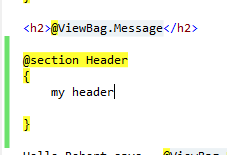 <h2>@ViewBag.Message</h2>
@section Header
{
my header
}